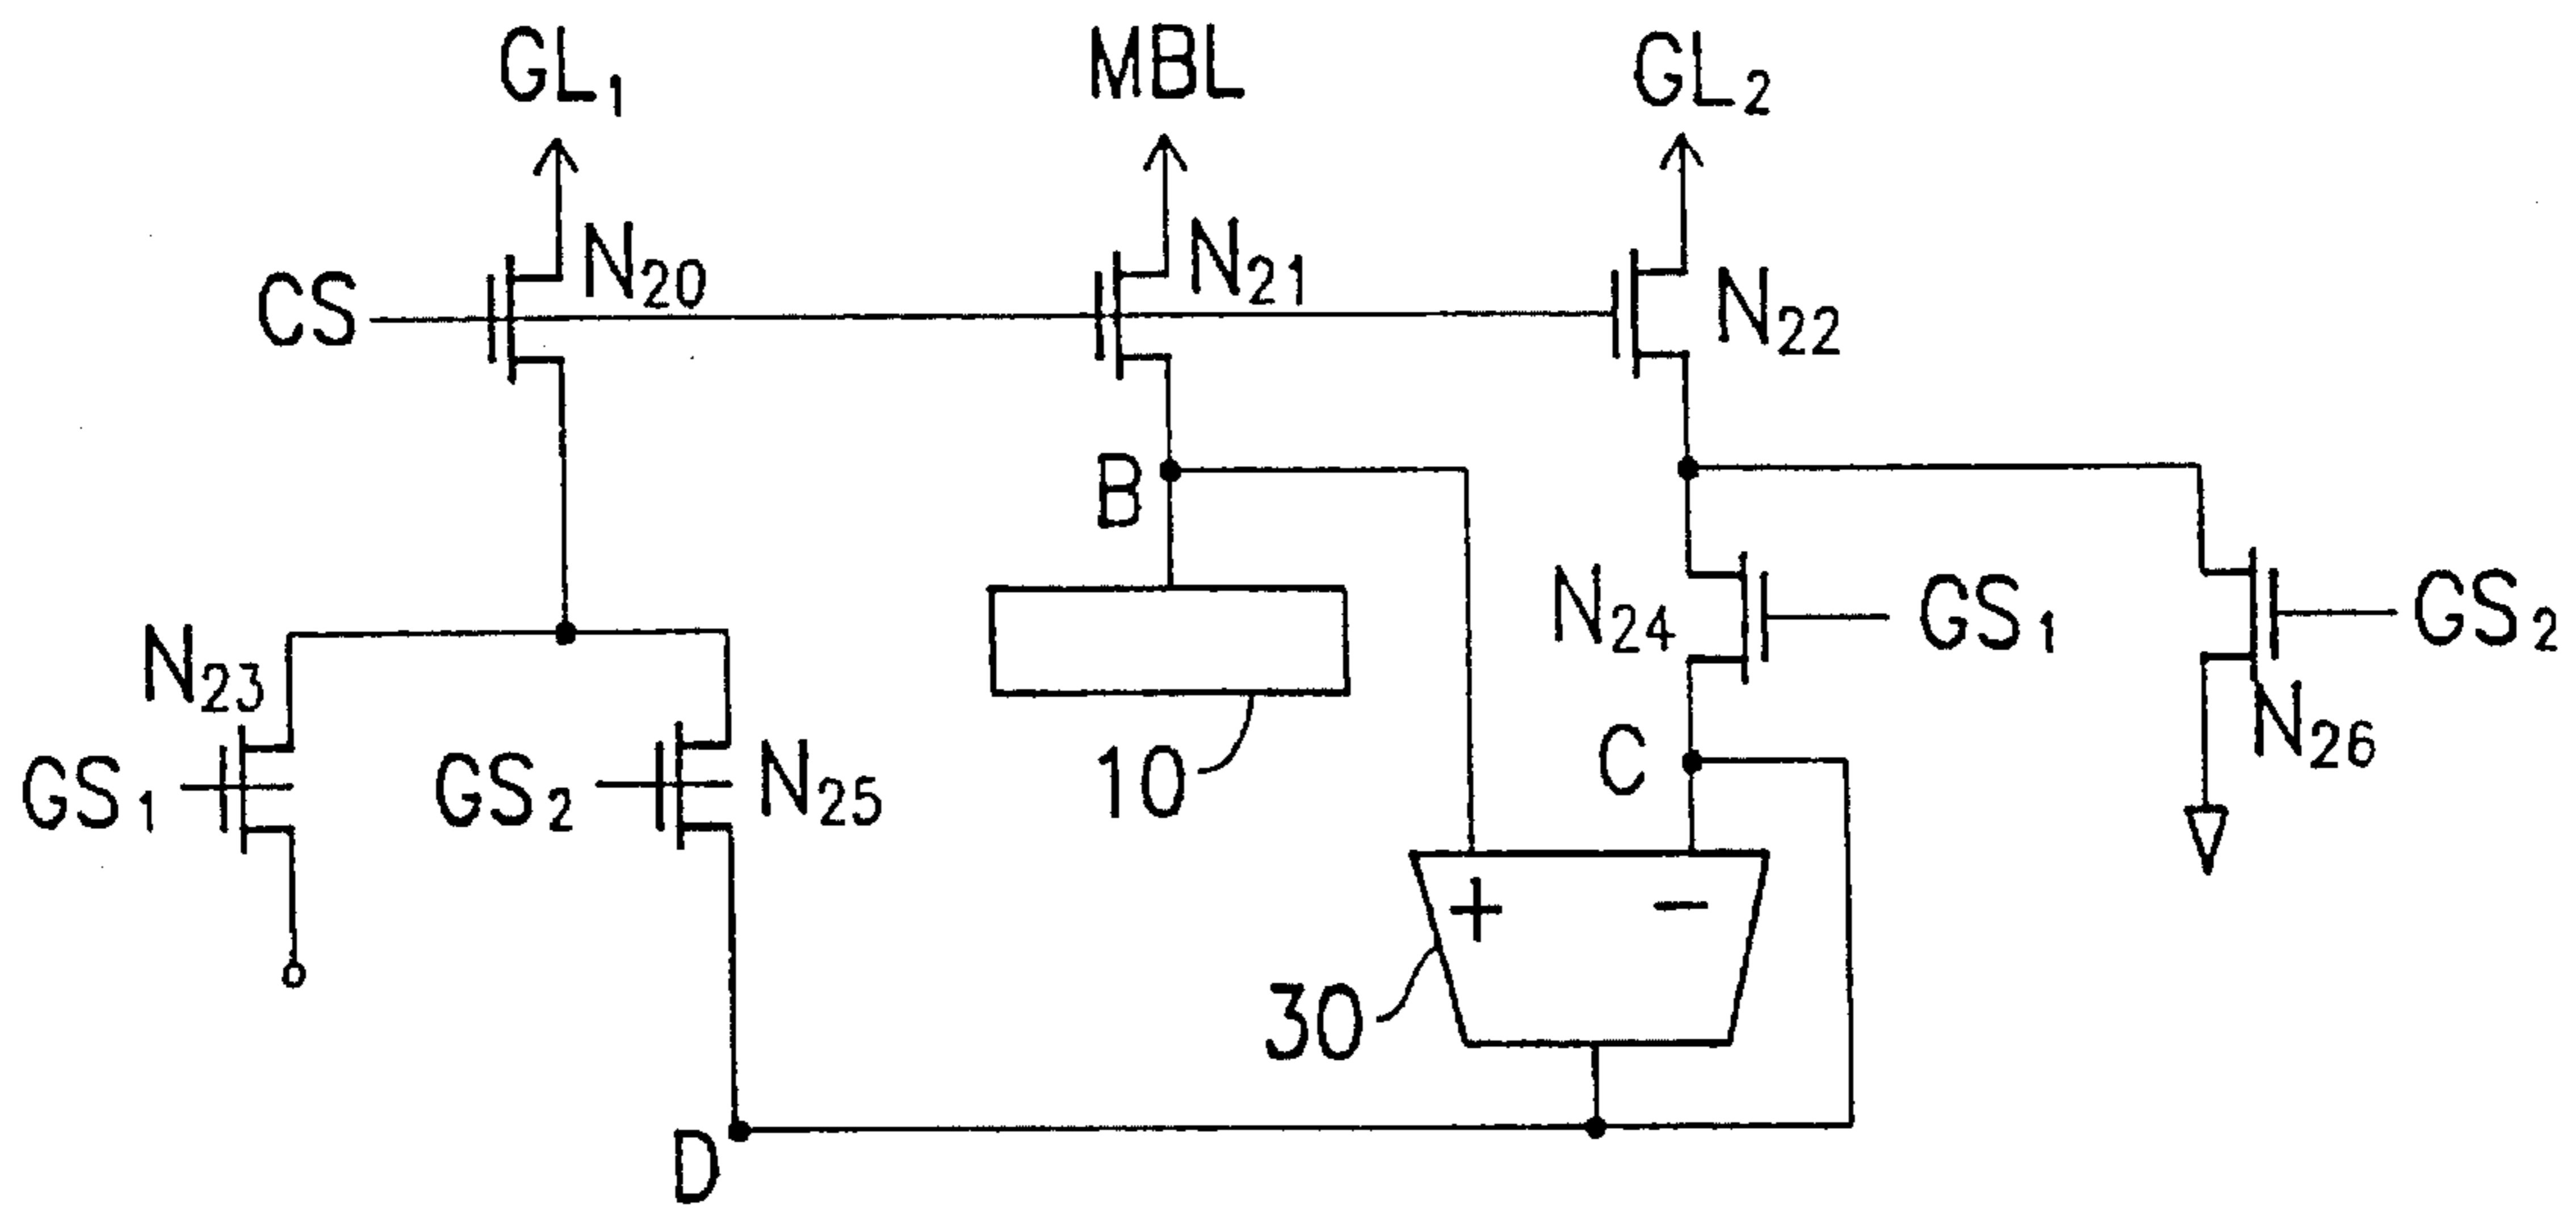 GL₁ MBL GL₂
CS N₂₀ N₂₁ N₂₂
B
N₂₃ N₂₄ GS₁ GS₂
GS₁ GS₂ N₂₅ 10 C N₂₆
+ −
30
D